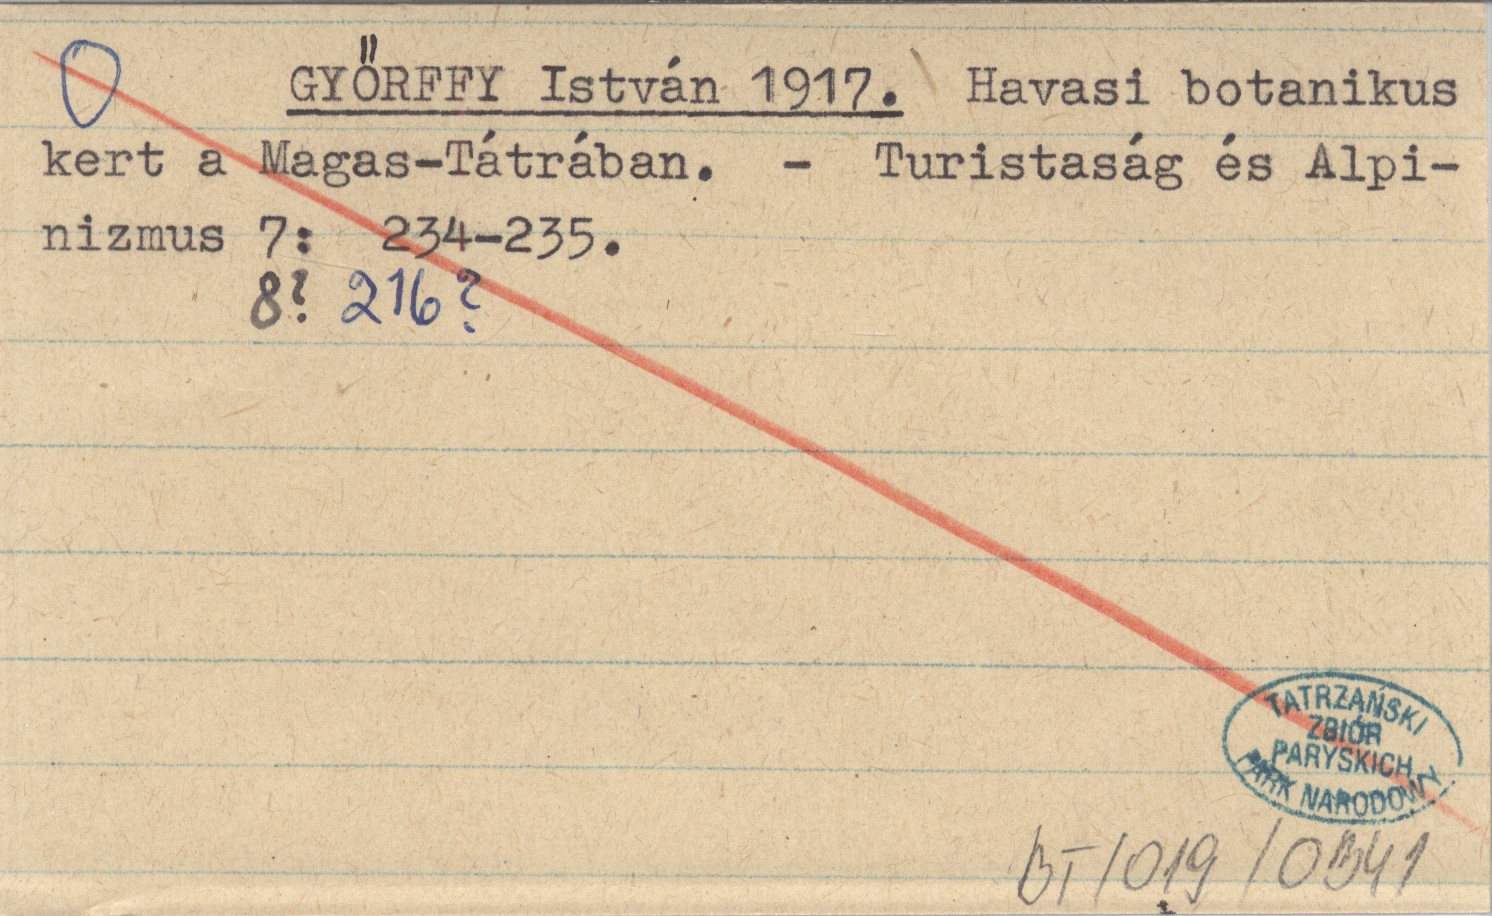 GYŐRFFY István 1917. Havasi botanikus
kert a Magas-Tátrában. - Turistaság és Alpi-
nizmus 7: 234-235.
8? 216?
TATRZAŃSKI
ZBIÓR
PARYSKICH
PARK NARODOWY
BT/019/0541